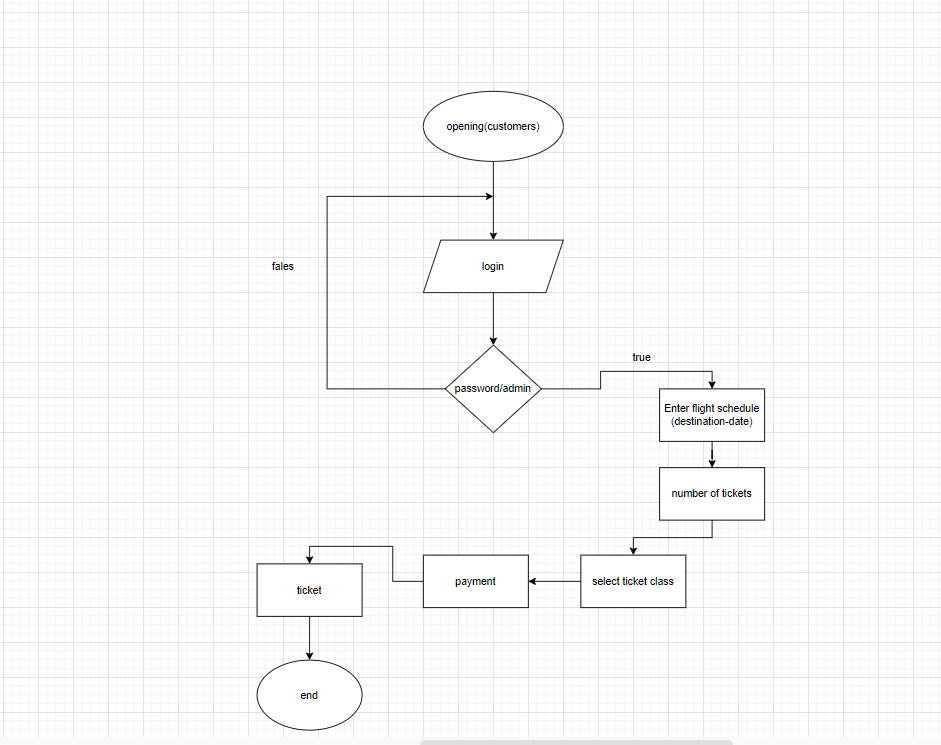 opening(customers)
fales
login
true
password/admin
Enter flight schedule
(destination-date)
number of tickets
select ticket class
payment
ticket
end